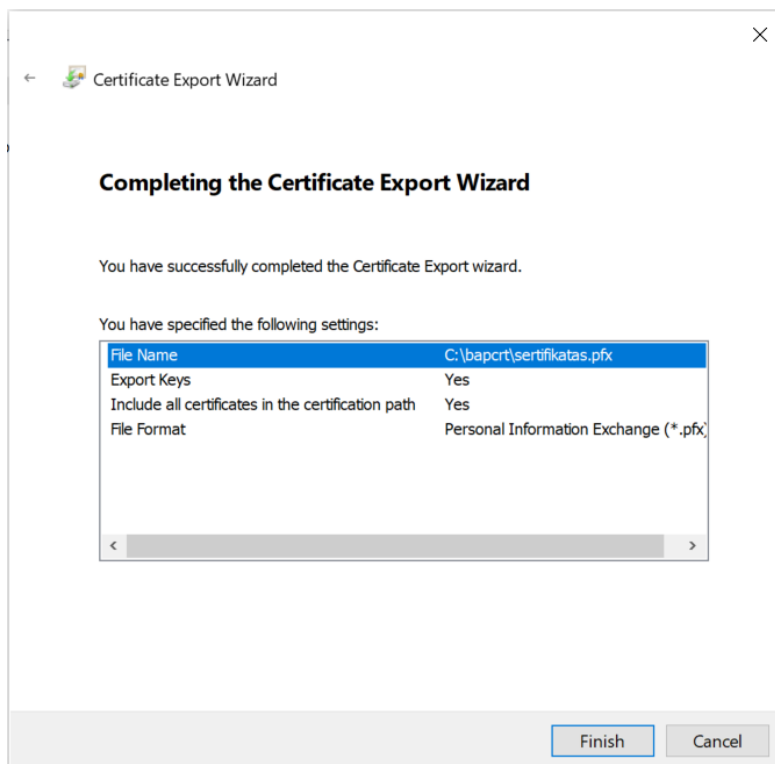 Certificate Export Wizard
Completing the Certificate Export Wizard
You have successfully completed the Certificate Export wizard.
You have specified the following settings:
File Name C:\bapcrt\sertifikatas.pfx
Export Keys Yes
Include all certificates in the certification path Yes
File Format Personal Information Exchange (*.pfx)
Finish Cancel